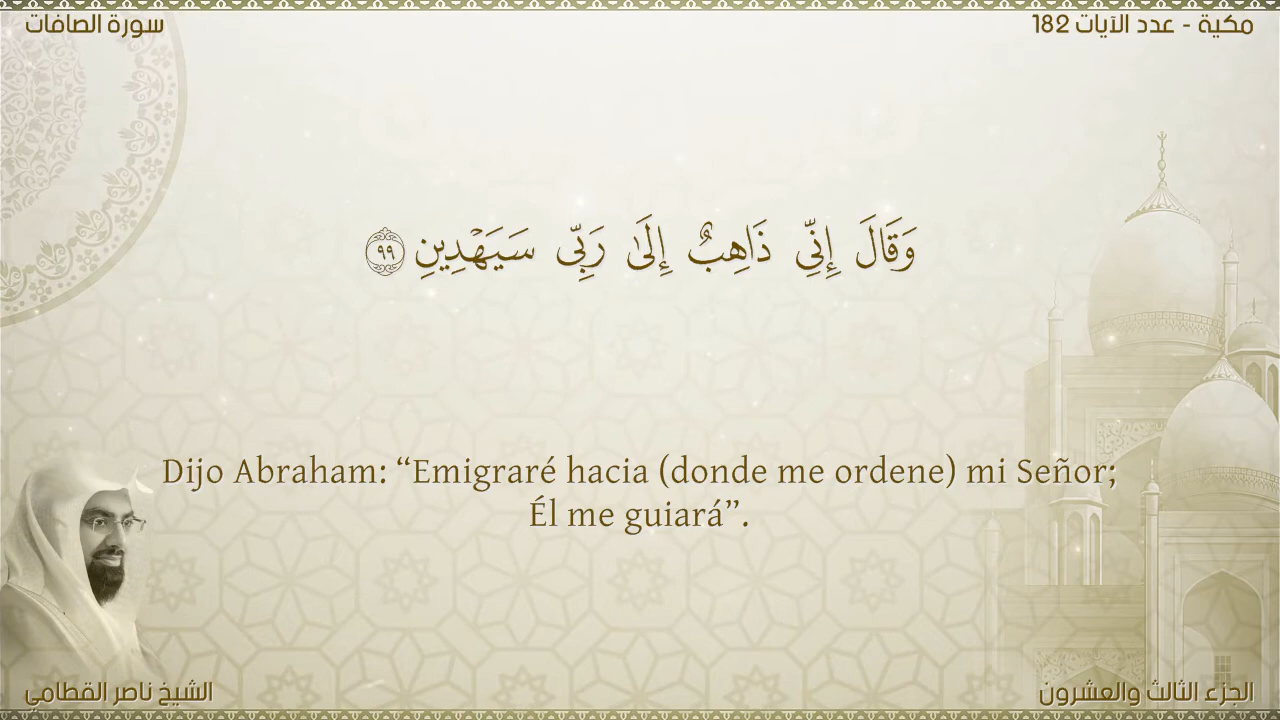 سورة الصافات
مكية - عدد الآيات 182
وَقَالَ إِنِّي ذَاهِبٌ إِلَىٰ رَبِّي سَيَهْدِينِ ٩٩
Dijo Abraham: “Emigraré hacia (donde me ordene) mi Señor;
Él me guiará”.
الشيخ ناصر القطامي
الجزء الثالث والعشرون